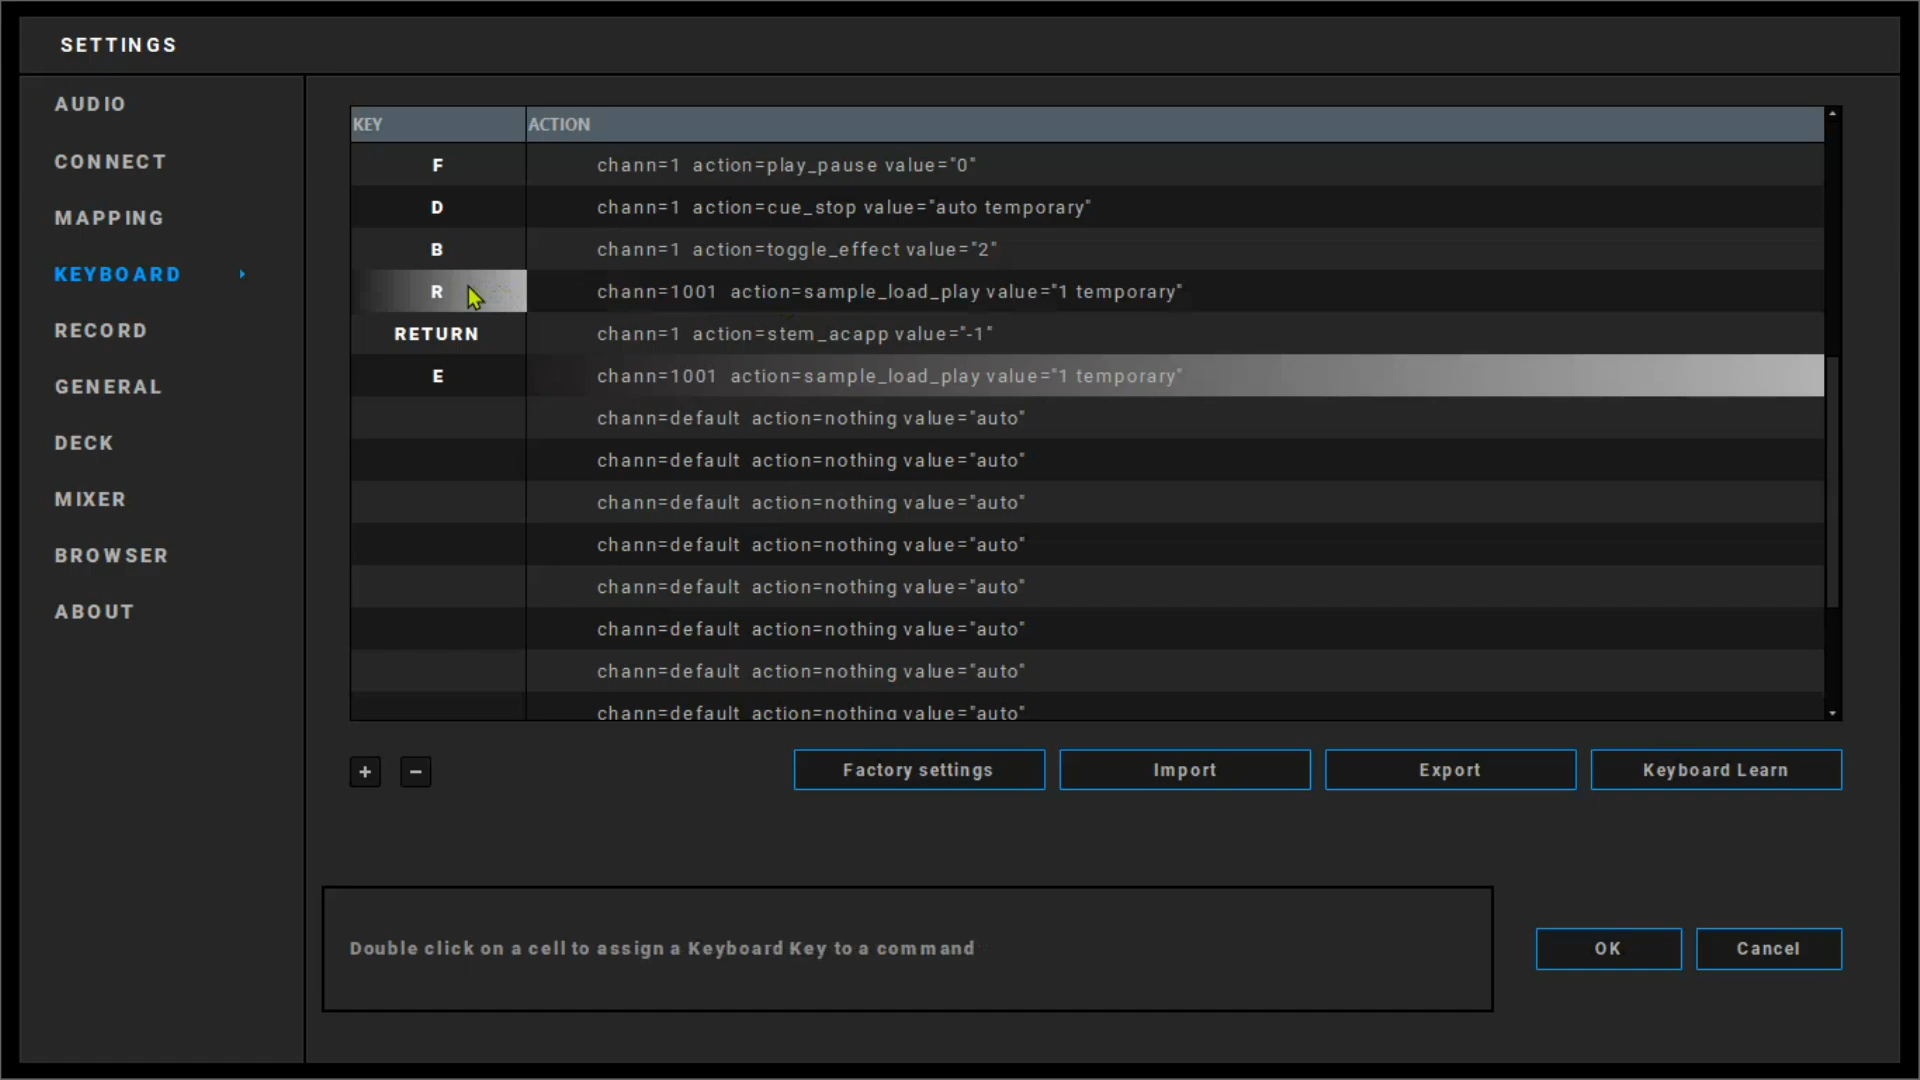 SETTINGS
AUDIO
CONNECT
MAPPING
KEYBOARD
RECORD
GENERAL
DECK
MIXER
BROWSER
ABOUT
KEY ACTION
F chann=1 action=play_pause value="0"
D chann=1 action=cue_stop value="auto temporary"
B chann=1 action=toggle_effect value="2"
R chann=1001 action=sample_load_play value="1 temporary"
RETURN chann=1 action=stem_acapp value="-1"
E chann=1001 action=sample_load_play value="1 temporary"
chann=default action=nothing value="auto"
chann=default action=nothing value="auto"
chann=default action=nothing value="auto"
chann=default action=nothing value="auto"
chann=default action=nothing value="auto"
chann=default action=nothing value="auto"
chann=default action=nothing value="auto"
chann=default action=nothing value="auto"
+ − Factory settings Import Export Keyboard Learn
Double click on a cell to assign a Keyboard Key to a command
OK Cancel